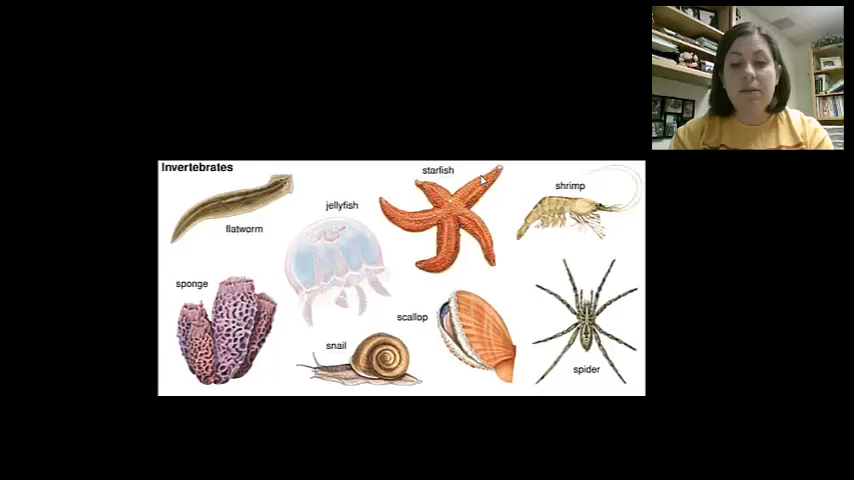 Invertebrates
starfish
shrimp
jellyfish
flatworm
sponge
scallop
snail
spider